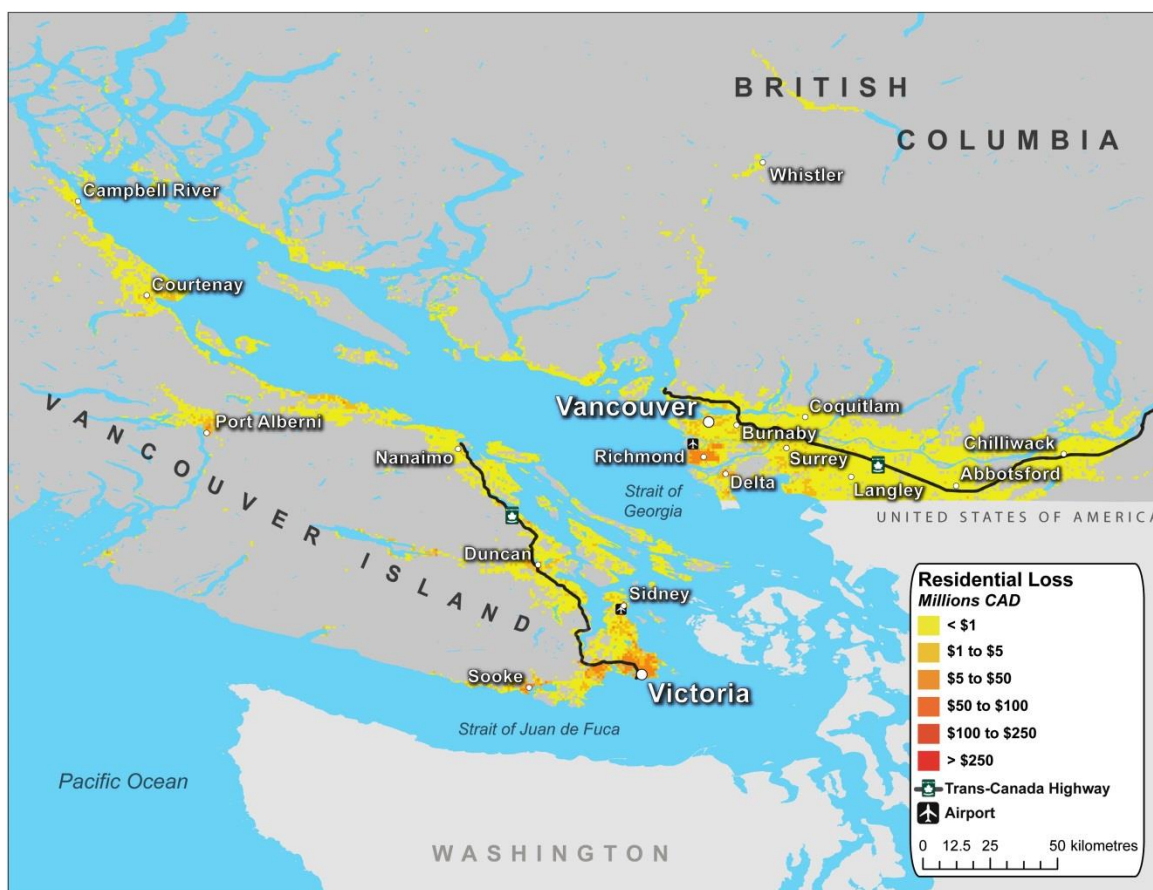 BRITISH
COLUMBIA
Whistler
Campbell River
Courtenay
Port Alberni
VANCOUVER ISLAND
Nanaimo
Vancouver
Coquitlam
Burnaby
Chilliwack
Richmond
Surrey
Abbotsford
Delta
Langley
Strait of
Georgia
UNITED STATES OF AMERICA
Duncan
Sidney
Sooke
Victoria
Strait of Juan de Fuca
Pacific Ocean
WASHINGTON
Residential Loss
Millions CAD
< $1
$1 to $5
$5 to $50
$50 to $100
$100 to $250
> $250
Trans-Canada Highway
Airport
0 12.5 25 50 kilometres